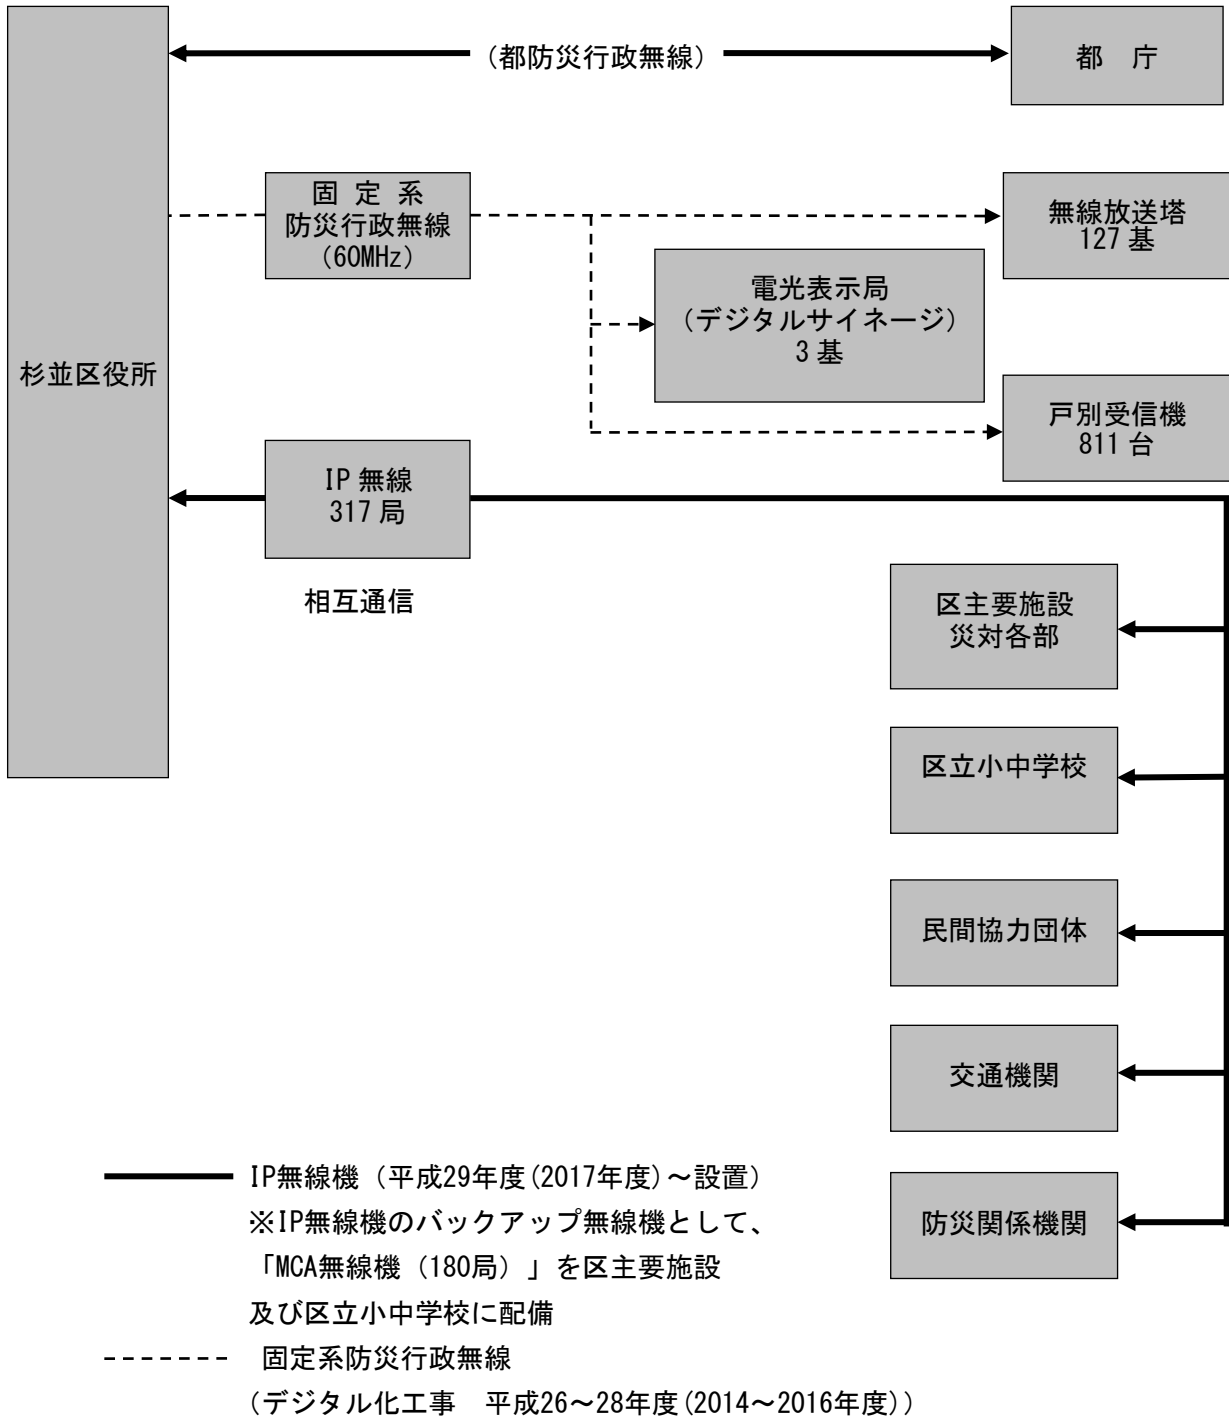 （都防災行政無線）
都　庁
固 定 系
防災行政無線
（60MHz）
無線放送塔
127 基
電光表示局
（デジタルサイネージ）
3 基
杉並区役所
戸別受信機
811 台
IP 無線
317 局
相互通信
区主要施設
災対各部
区立小中学校
民間協力団体
交通機関
防災関係機関
IP無線機（平成29年度(2017年度)～設置）
※IP無線機のバックアップ無線機として、
「MCA無線機（180局）」を区主要施設
及び区立小中学校に配備
固定系防災行政無線
（デジタル化工事　平成26～28年度(2014～2016年度)）